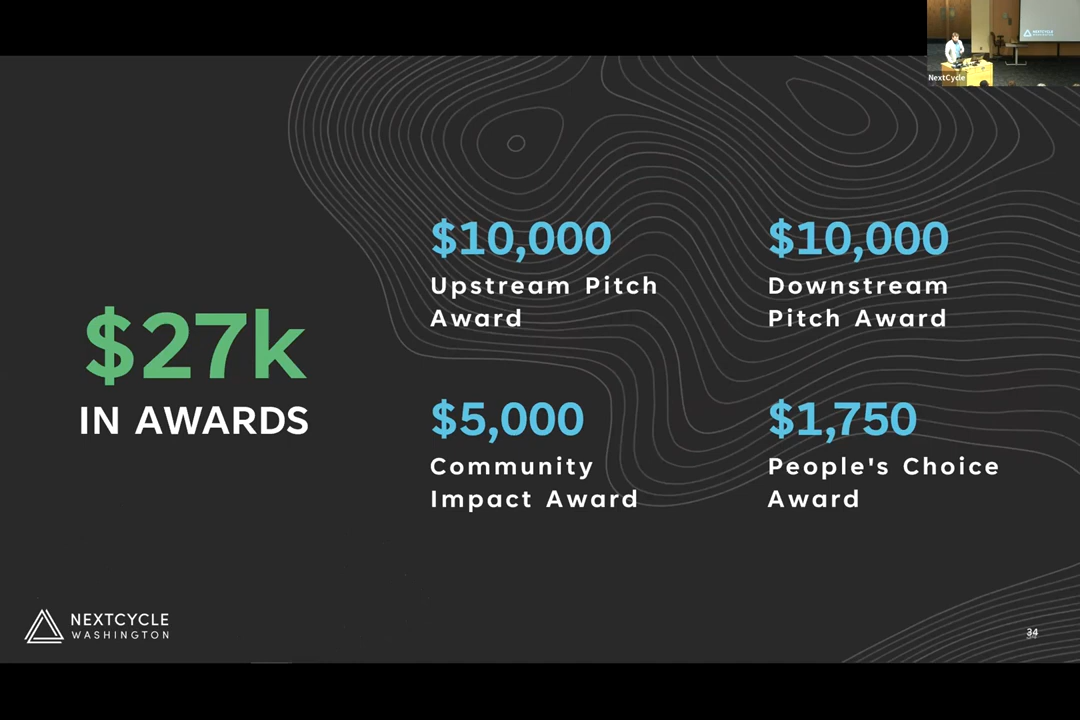 NextCycle
NEXTCYCLE
$10,000
Upstream Pitch
Award
$10,000
Downstream
Pitch Award
$27k
IN AWARDS
$5,000
Community
Impact Award
$1,750
People's Choice
Award
NEXTCYCLE
WASHINGTON
34